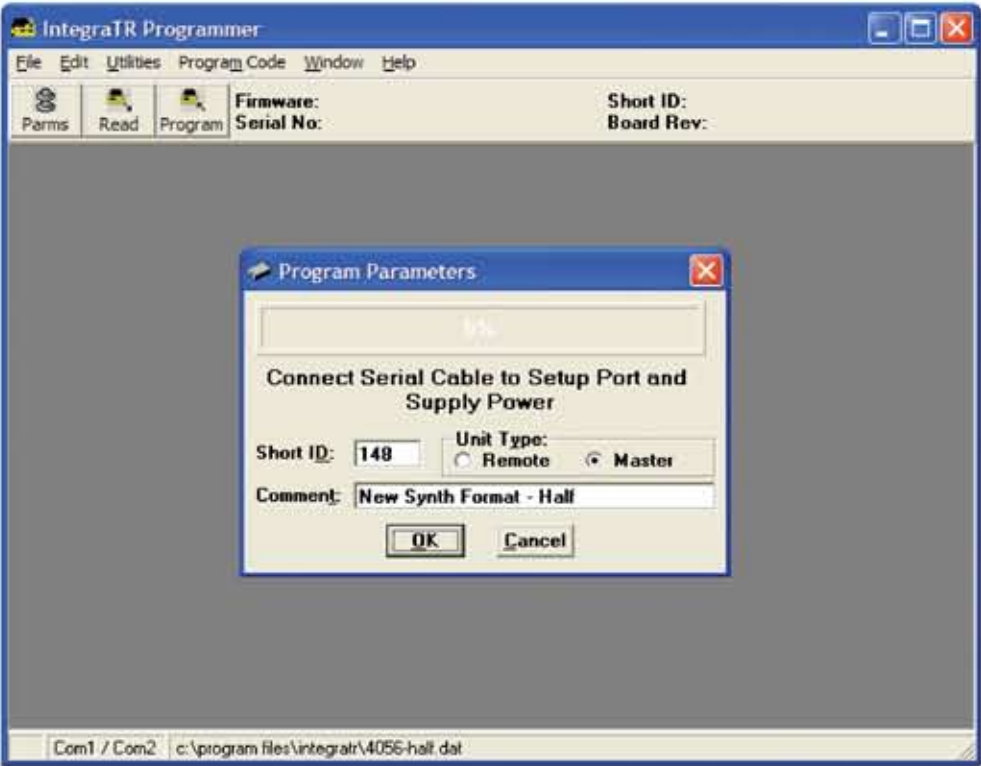 IntegraTR Programmer
File Edit Utilities Program Code Window Help
Parms Read Program
Firmware: Short ID:
Serial No: Board Rev:
Program Parameters
Connect Serial Cable to Setup Port and
Supply Power
Unit Type:
Short ID: 148 Remote Master
Comment: New Synth Format - Half
OK Cancel
Com1 / Com2 c:\program files\integratr\4056-half.dat